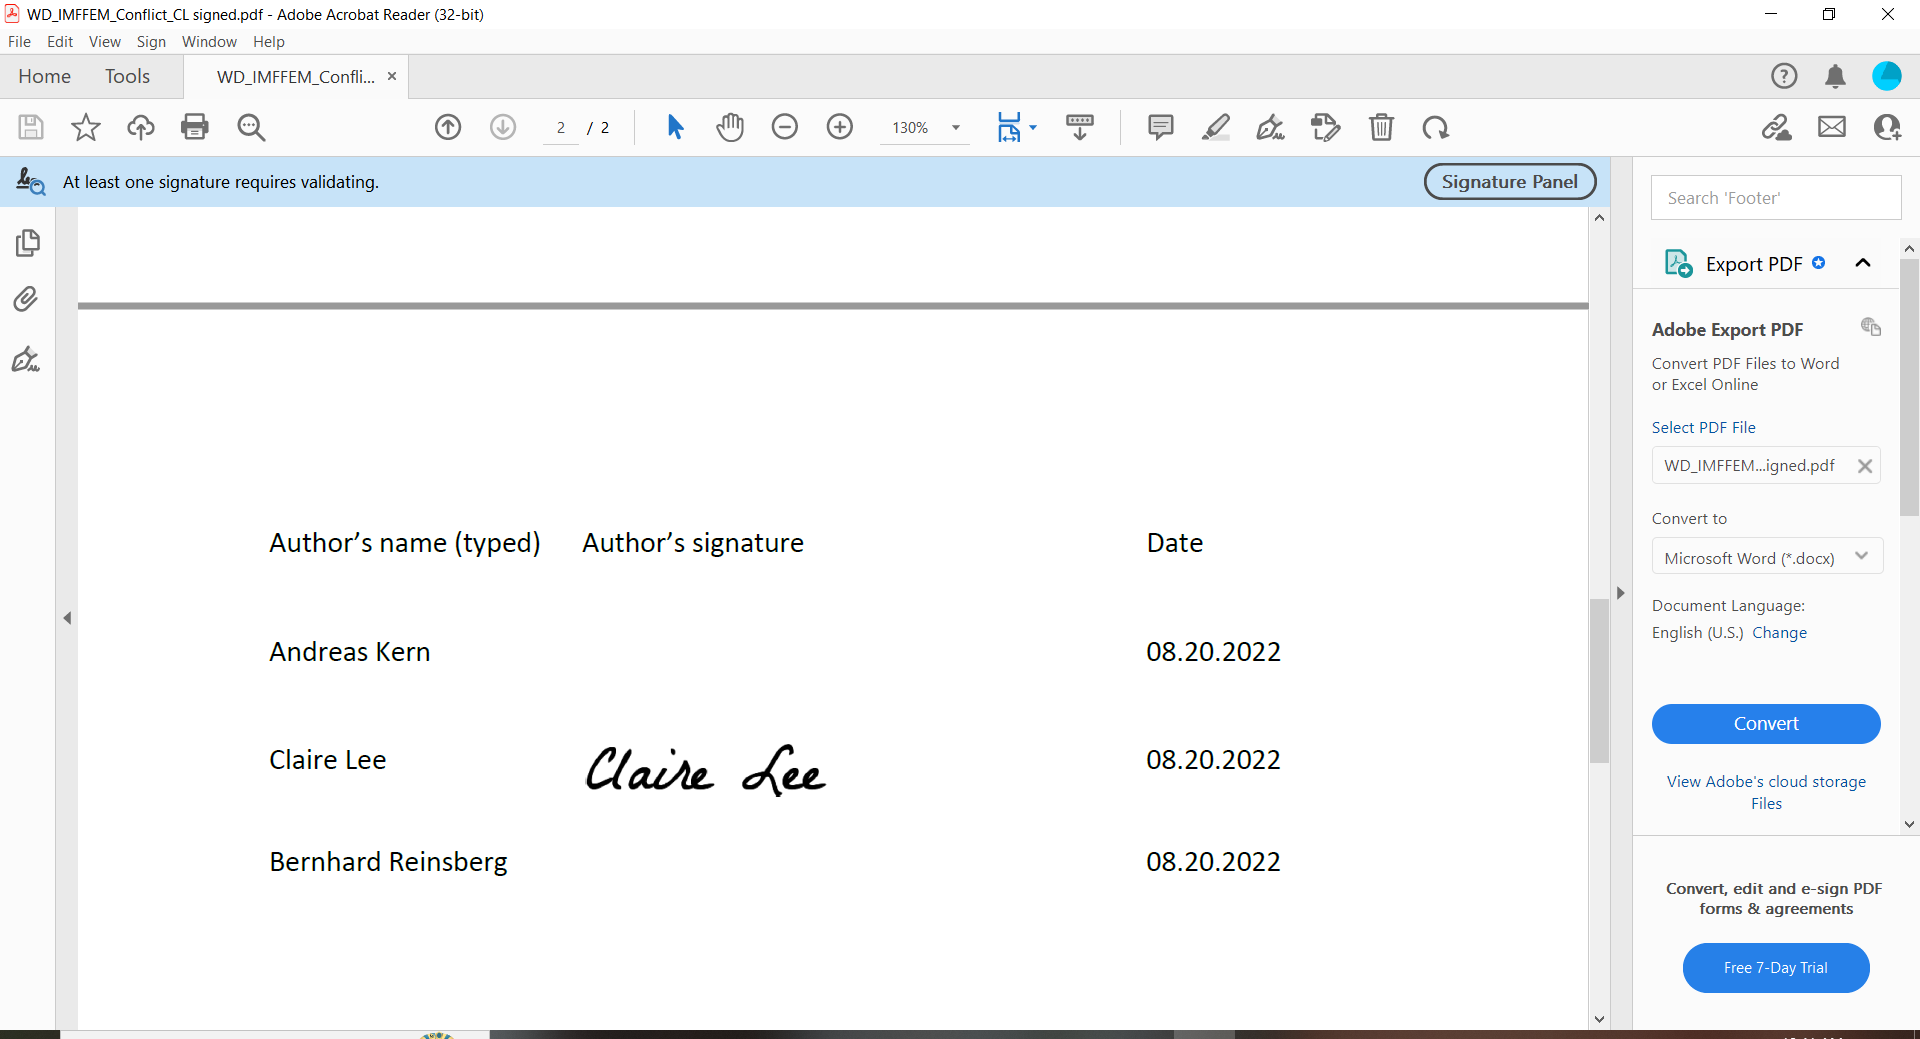 WD_IMFFEM_Conflict_CL signed.pdf - Adobe Acrobat Reader (32-bit)
File Edit View Sign Window Help
Home Tools WD_IMFFEM_Confli... ×
2 / 2 130%
At least one signature requires validating. Signature Panel
Search 'Footer'
Export PDF
Adobe Export PDF
Convert PDF Files to Word
or Excel Online
Select PDF File
WD_IMFFEM...igned.pdf
Convert to
Microsoft Word (*.docx)
Document Language:
English (U.S.) Change
Convert
View Adobe's cloud storage
Files
Convert, edit and e-sign PDF
forms & agreements
Free 7-Day Trial
Author’s name (typed) Author’s signature Date
Andreas Kern 08.20.2022
Claire Lee Claire Lee 08.20.2022
Bernhard Reinsberg 08.20.2022